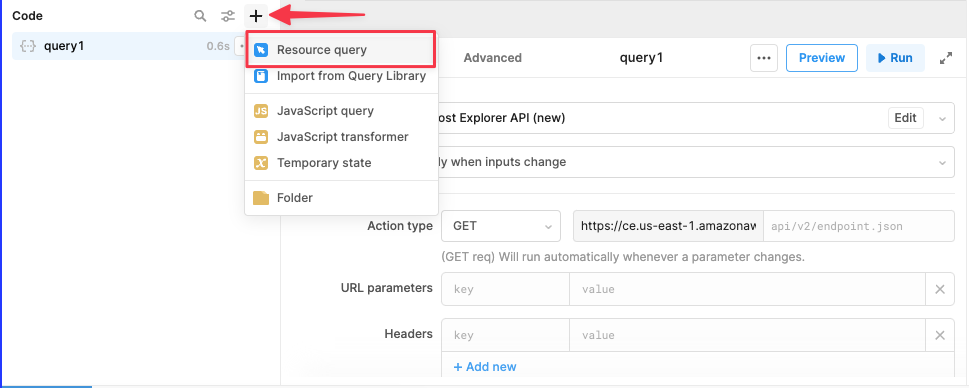 Code
query1
0.6s
Resource query
Import from Query Library
JS JavaScript query
JavaScript transformer
Temporary state
Folder
Advanced
query1
Preview
Run
ost Explorer API (new)
Edit
y when inputs change
Action type
GET
https://ce.us-east-1.amazonaw
api/v2/endpoint.json
(GET req) Will run automatically whenever a parameter changes.
URL parameters
key
value
Headers
key
value
+ Add new